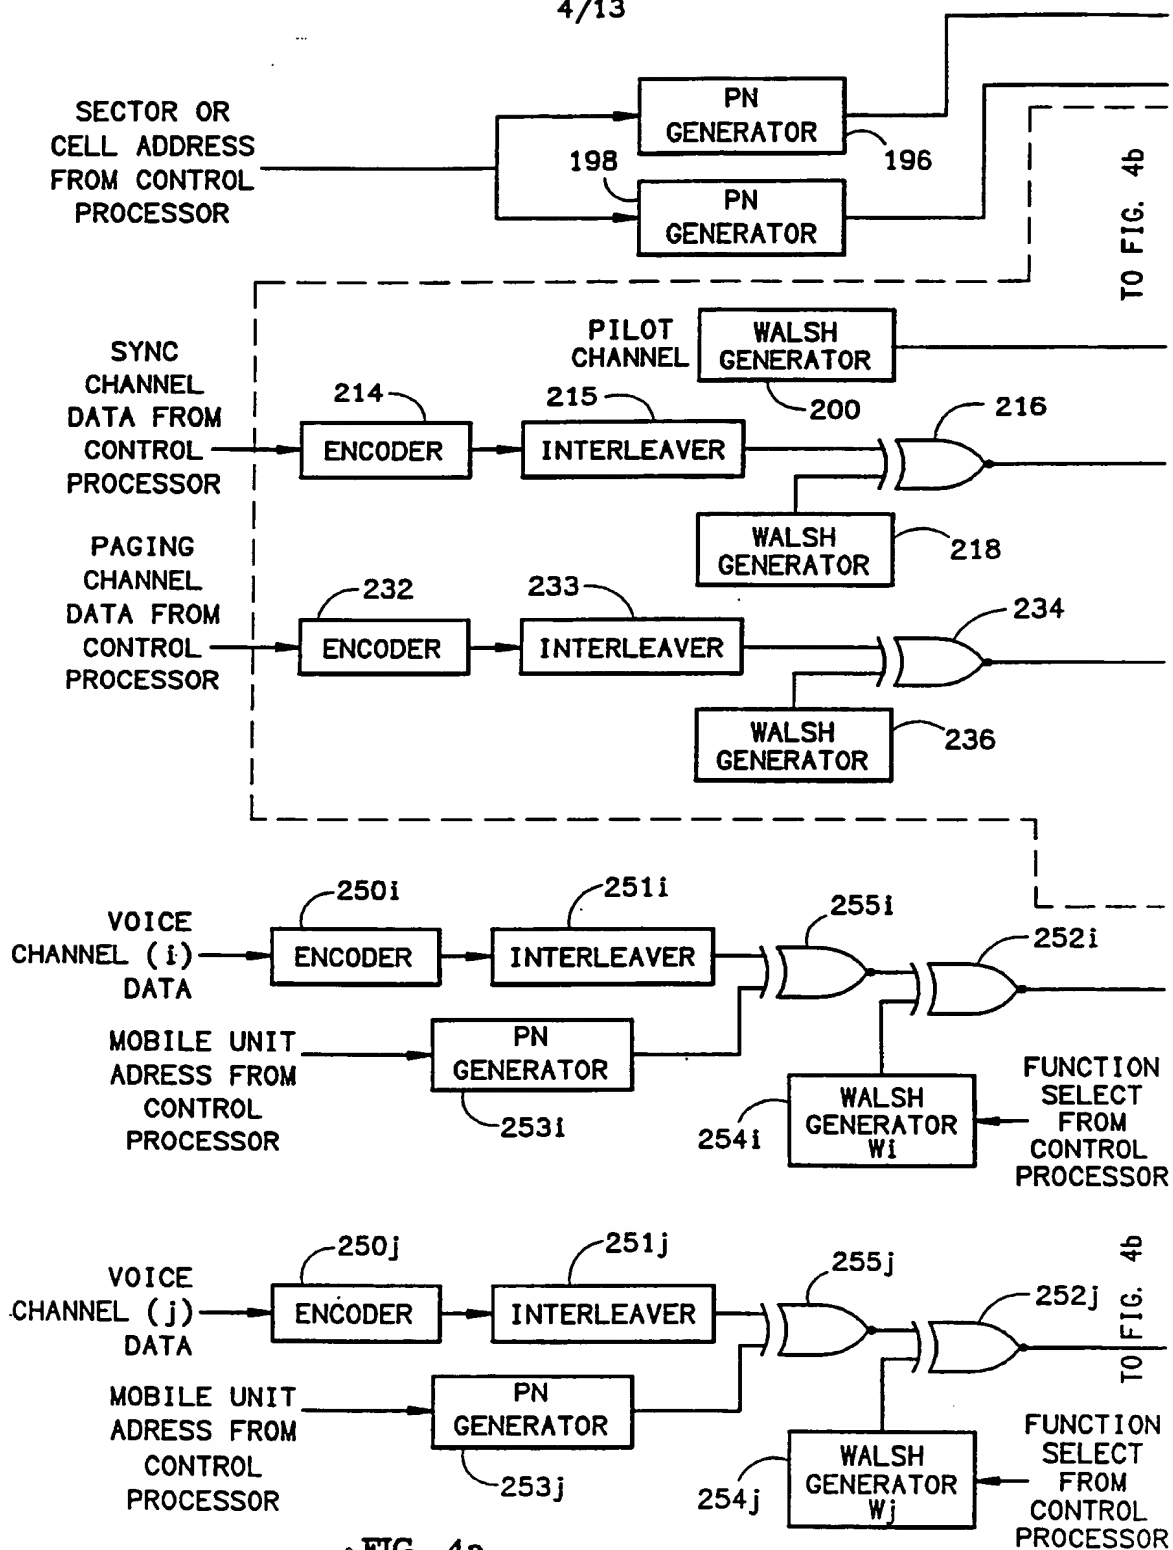 4/13
SECTOR OR
CELL ADDRESS
FROM CONTROL
PROCESSOR
PN
GENERATOR
196
198
PN
GENERATOR
TO FIG. 4b
PILOT
CHANNEL
WALSH
GENERATOR
200
SYNC
CHANNEL
DATA FROM
CONTROL
PROCESSOR
214
ENCODER
215
INTERLEAVER
216
WALSH
GENERATOR
218
PAGING
CHANNEL
DATA FROM
CONTROL
PROCESSOR
232
ENCODER
233
INTERLEAVER
234
WALSH
GENERATOR
236
VOICE
CHANNEL (i)
DATA
250i
ENCODER
251i
INTERLEAVER
255i
252i
MOBILE UNIT
ADRESS FROM
CONTROL
PROCESSOR
PN
GENERATOR
253i
254i
WALSH
GENERATOR
Wi
FUNCTION
SELECT
FROM
CONTROL
PROCESSOR
VOICE
CHANNEL (j)
DATA
250j
ENCODER
251j
INTERLEAVER
255j
252j
TO FIG. 4b
MOBILE UNIT
ADRESS FROM
CONTROL
PROCESSOR
PN
GENERATOR
253j
254j
WALSH
GENERATOR
Wj
FUNCTION
SELECT
FROM
CONTROL
PROCESSOR
FIG. 4a